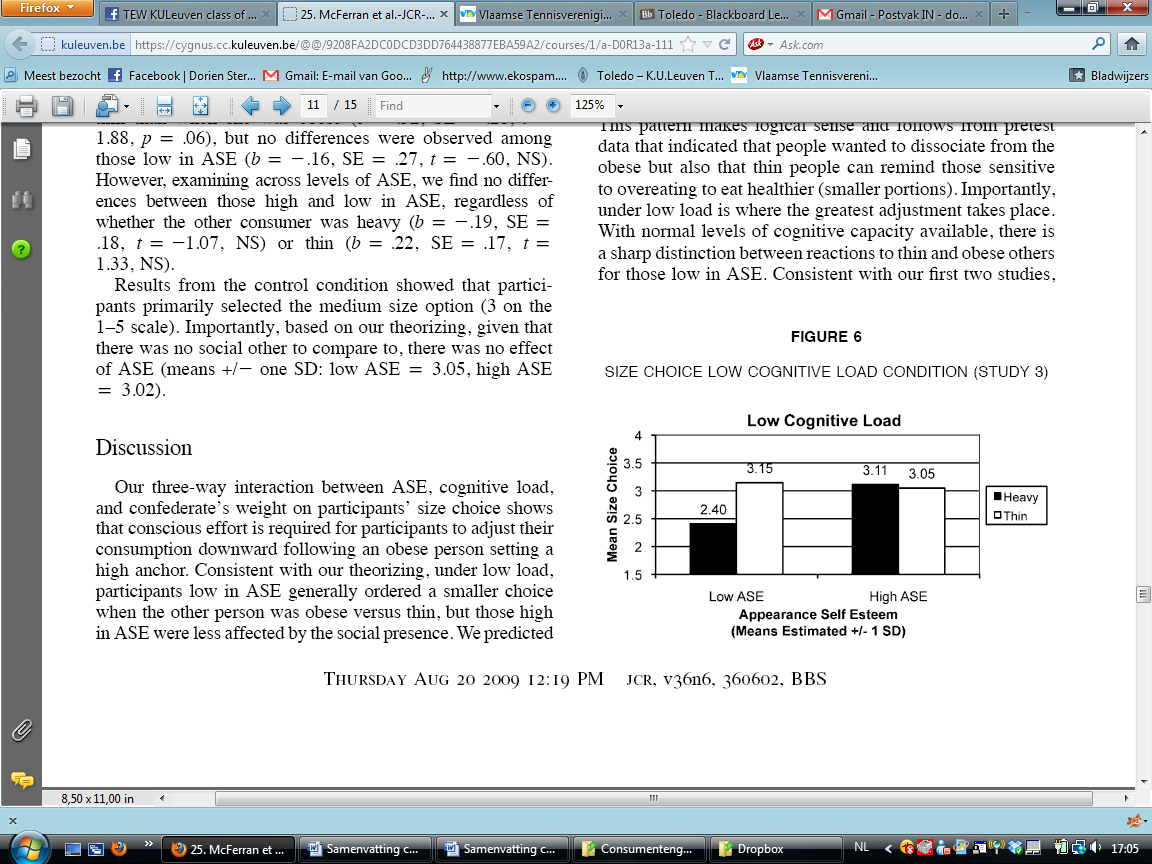 Firefox
TEW KULeuven class of ...
25. McFerran et al.-JCR-...
Vlaamse Tennisverenigi...
Toledo - Blackboard Le...
Gmail - Postvak IN - do...
kuleuven.be
https://cygnus.cc.kuleuven.be/@@/9208FA2DC0DCD3DD764438877EBA59A2/courses/1/a-D0R13a-111
Ask.com
Meest bezocht
Facebook | Dorien Ster...
Gmail: E-mail van Goo...
http://www.ekospam....
Toledo – K.U.Leuven T...
Vlaamse Tennisvereni...
Bladwijzers
11 / 15
Find
125%
1.88, p = .06), but no differences were observed among
those low in ASE (b = −.16, SE = .27, t = −.60, NS).
However, examining across levels of ASE, we find no differ-
ences between those high and low in ASE, regardless of
whether the other consumer was heavy (b = −.19, SE =
.18, t = −1.07, NS) or thin (b = .22, SE = .17, t =
1.33, NS).
Results from the control condition showed that partici-
pants primarily selected the medium size option (3 on the
1–5 scale). Importantly, based on our theorizing, given that
there was no social other to compare to, there was no effect
of ASE (means +/− one SD: low ASE = 3.05, high ASE
= 3.02).
Discussion
Our three-way interaction between ASE, cognitive load,
and confederate's weight on participants' size choice shows
that conscious effort is required for participants to adjust their
consumption downward following an obese person setting a
high anchor. Consistent with our theorizing, under low load,
participants low in ASE generally ordered a smaller choice
when the other person was obese versus thin, but those high
in ASE were less affected by the social presence. We predicted
This pattern makes logical sense and follows from pretest
data that indicated that people wanted to dissociate from the
obese but also that thin people can remind those sensitive
to overeating to eat healthier (smaller portions). Importantly,
under low load is where the greatest adjustment takes place.
With normal levels of cognitive capacity available, there is
a sharp distinction between reactions to thin and obese others
for those low in ASE. Consistent with our first two studies,
FIGURE 6
SIZE CHOICE LOW COGNITIVE LOAD CONDITION (STUDY 3)
Low Cognitive Load
Mean Size Choice
4
3.5
3
2.5
2
1.5
2.40
3.15
3.11
3.05
Heavy
Thin
Low ASE
High ASE
Appearance Self Esteem
(Means Estimated +/- 1 SD)
Thursday Aug 20 2009 12:19 PM JCR, v36n6, 360602, BBS
8,50 x 11,00 in
x
25. McFerran et ...
Samenvatting c...
Samenvatting c...
Consumenteng...
Dropbox
NL
17:05